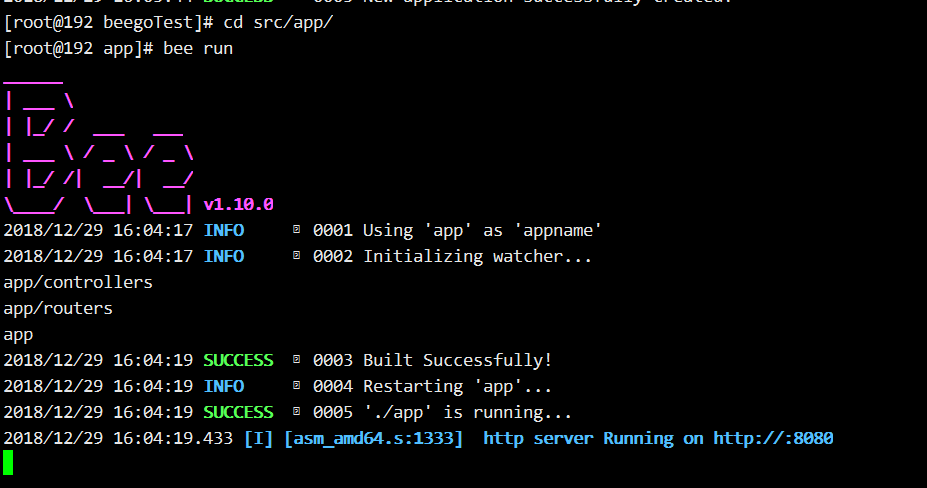 [root@192 beegoTest]# cd src/app/
[root@192 app]# bee run
______
| ___ \
| |_/ /  ___   ___
| ___ \ / _ \ / _ \
| |_/ /|  __/|  __/
\____/  \___| \___| v1.10.0
2018/12/29 16:04:17 INFO 0001 Using 'app' as 'appname'
2018/12/29 16:04:17 INFO 0002 Initializing watcher...
app/controllers
app/routers
app
2018/12/29 16:04:19 SUCCESS 0003 Built Successfully!
2018/12/29 16:04:19 INFO 0004 Restarting 'app'...
2018/12/29 16:04:19 SUCCESS 0005 './app' is running...
2018/12/29 16:04:19.433 [I] [asm_amd64.s:1333]  http server Running on http://:8080